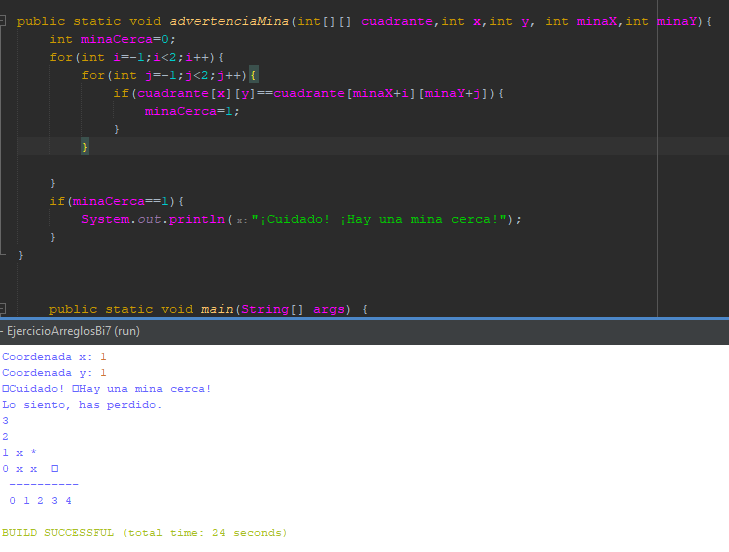 public static void advertenciaMina(int[][] cuadrante,int x,int y, int minaX,int minaY){
int minaCerca=0;
for(int i=-1;i<2;i++){
for(int j=-1;j<2;j++){
if(cuadrante[x][y]==cuadrante[minaX+i][minaY+j]){
minaCerca=1;
}
}
}
if(minaCerca==1){
System.out.println( x: "¡Cuidado! ¡Hay una mina cerca!");
}
}
public static void main(String[] args) {
- EjercicioArreglosBi7 (run)
Coordenada x: 1
Coordenada y: 1
□Cuidado! □Hay una mina cerca!
Lo siento, has perdido.
3
2
1 x *
0 x x  □
----------
0 1 2 3 4
BUILD SUCCESSFUL (total time: 24 seconds)